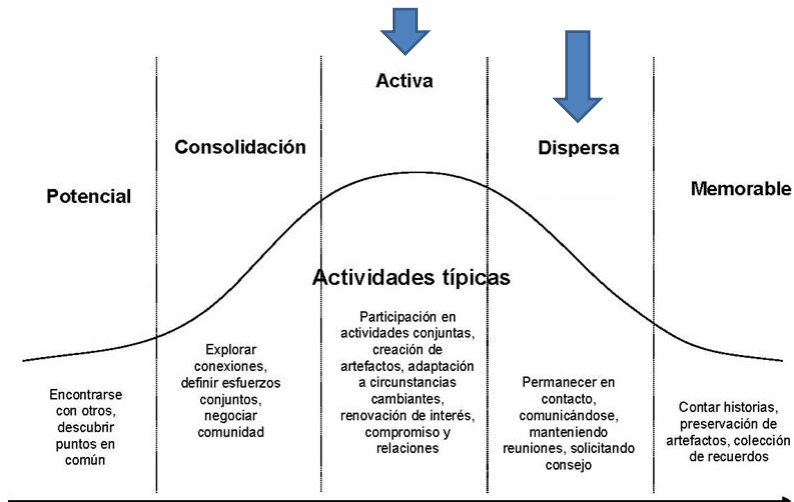 Activa
Consolidación
Dispersa
Potencial
Memorable
Actividades típicas
Encontrarse
con otros,
descubrir
puntos en
común
Explorar
conexiones,
definir esfuerzos
conjuntos,
negociar
comunidad
Participación en
actividades conjuntas,
creación de
artefactos, adaptación
a circunstancias
cambiantes,
renovación de interés,
compromiso y
relaciones
Permanecer en
contacto,
comunicándose,
manteniendo
reuniones, solicitando
consejo
Contar historias,
preservación de
artefactos, colección
de recuerdos